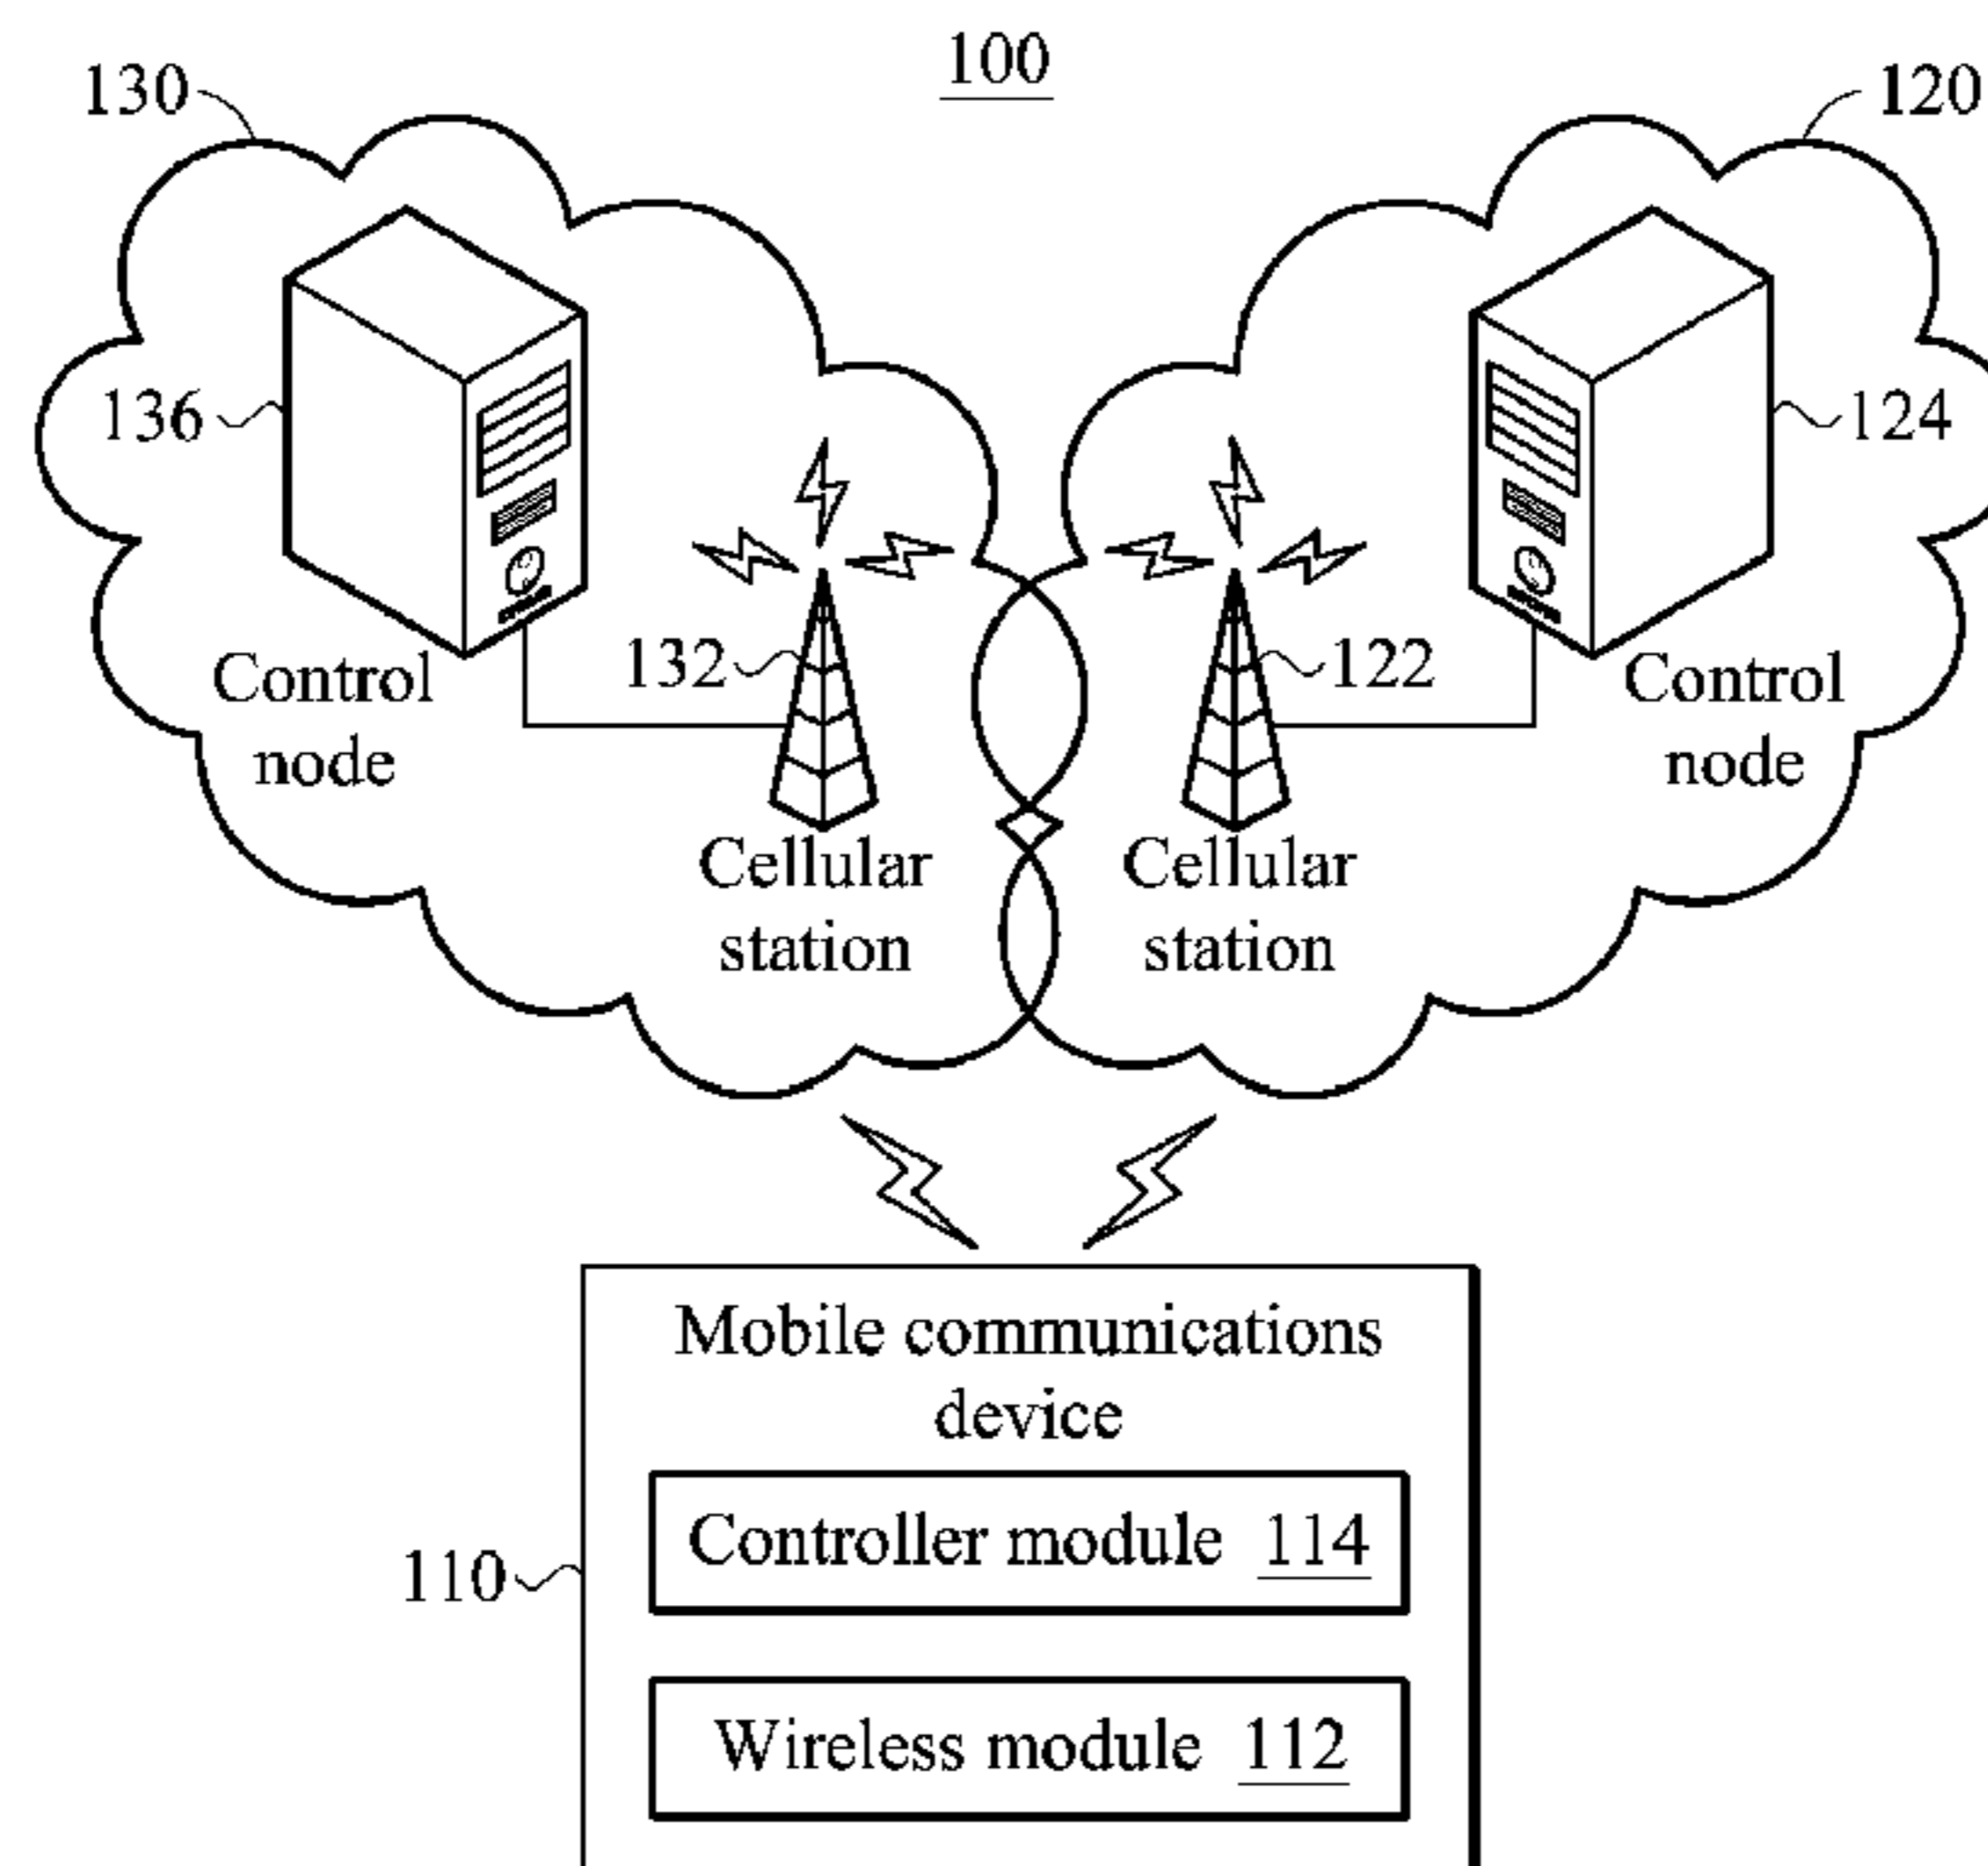 100
130
120
136
124
132
122
Control
node
Control
node
Cellular
station
Cellular
station
Mobile communications
device
Controller module 114
110
Wireless module 112